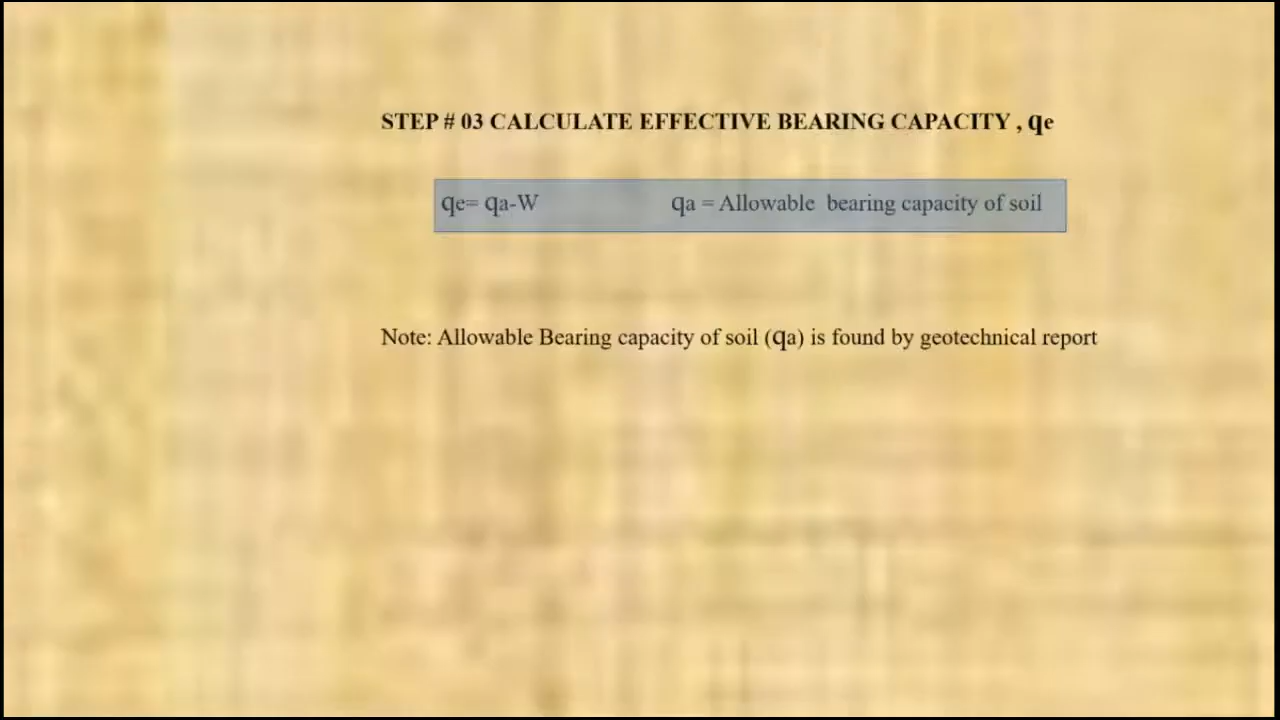 STEP # 03 CALCULATE EFFECTIVE BEARING CAPACITY , qe
qe= qa-W qa = Allowable bearing capacity of soil
Note: Allowable Bearing capacity of soil (qa) is found by geotechnical report